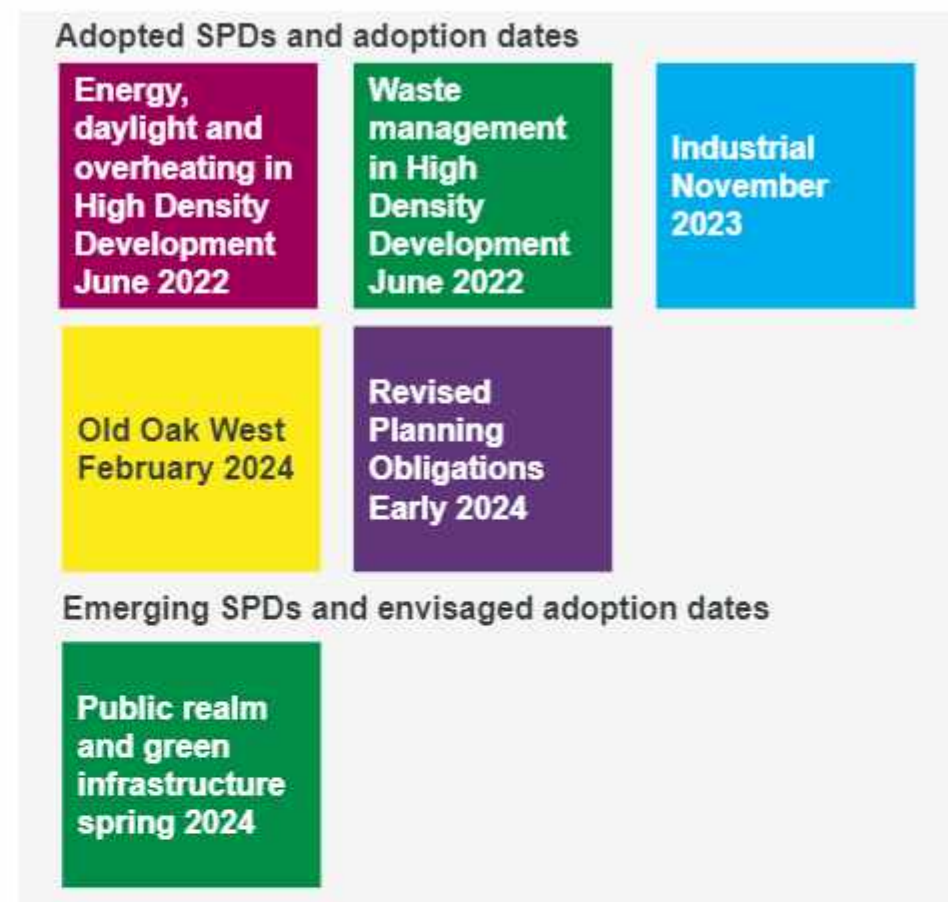 Adopted SPDs and adoption dates
Energy,
daylight and
overheating in
High Density
Development
June 2022
Waste
management
in High
Density
Development
June 2022
Industrial
November
2023
Old Oak West
February 2024
Revised
Planning
Obligations
Early 2024
Emerging SPDs and envisaged adoption dates
Public realm
and green
infrastructure
spring 2024